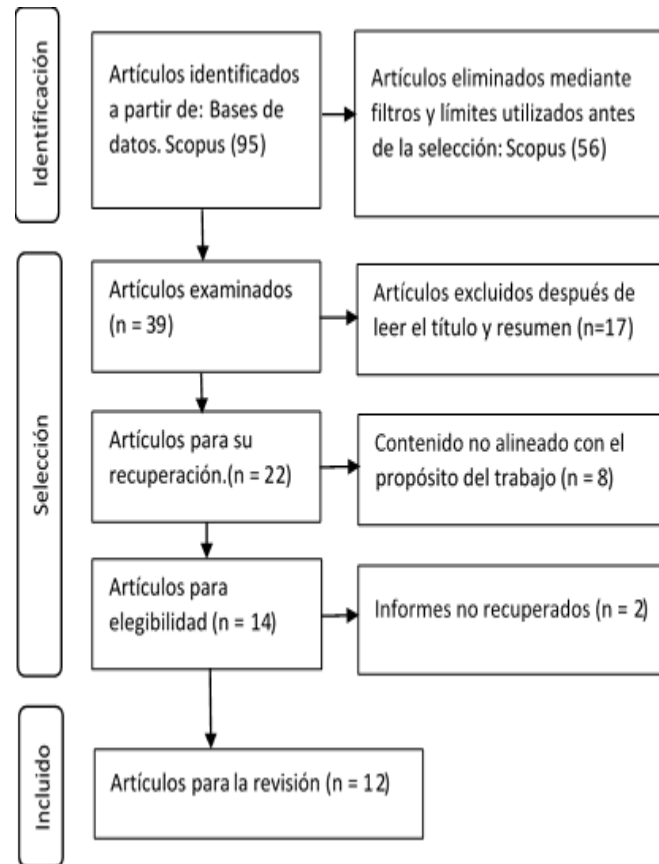 Identificación
Artículos identificados
a partir de: Bases de
datos. Scopus (95)
Artículos eliminados mediante
filtros y límites utilizados antes
de la selección: Scopus (56)
Selección
Artículos examinados
(n = 39)
Artículos excluidos después de
leer el título y resumen (n=17)
Artículos para su
recuperación.(n = 22)
Contenido no alineado con el
propósito del trabajo (n = 8)
Artículos para
elegibilidad (n = 14)
Informes no recuperados (n = 2)
Incluido
Artículos para la revisión (n = 12)